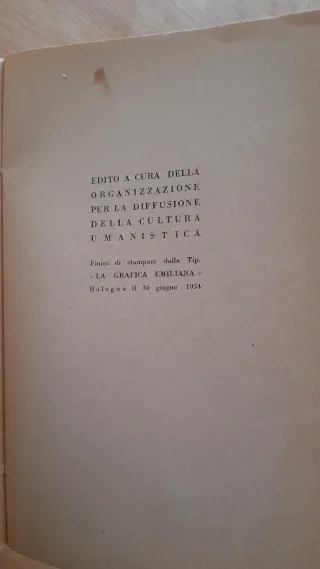 EDITO A CURA DELLA
ORGANIZZAZIONE
PER LA DIFFUSIONE
DELLA CULTURA
UMANISTICA
Finito di stampare dalla Tip.
« LA GRAFICA EMILIANA »
Bologna il 30 giugno 1954